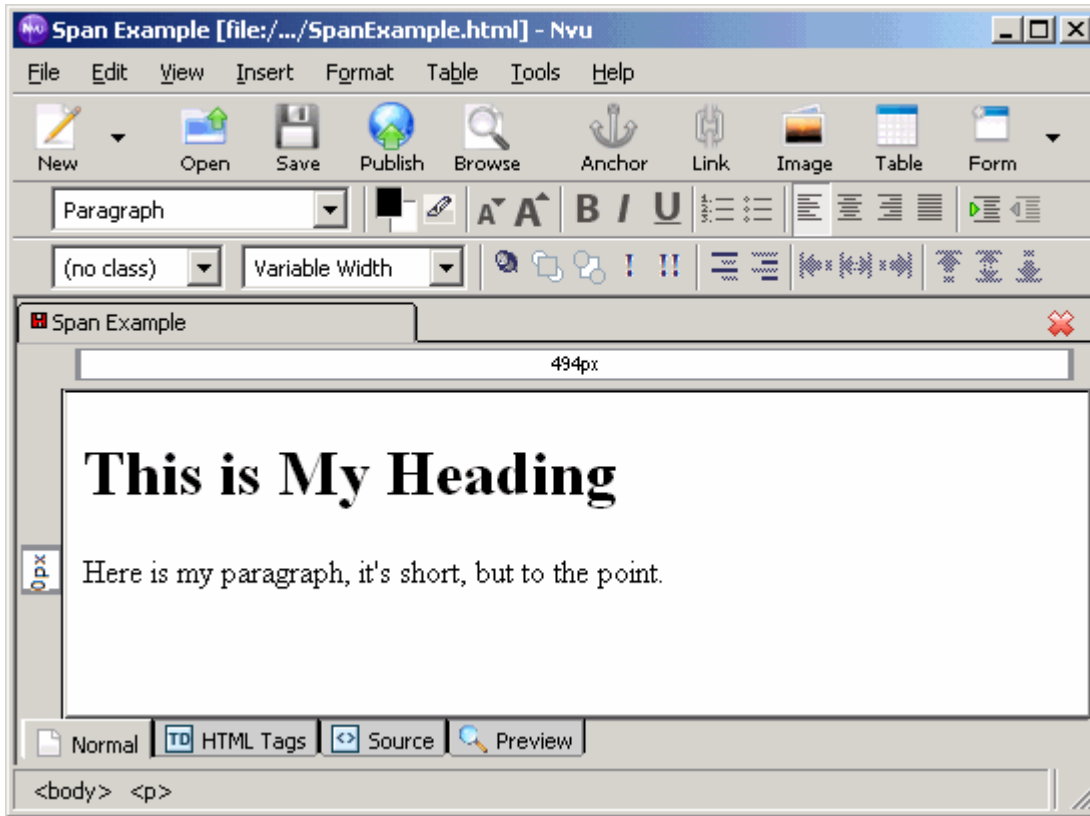 Span Example [file:/.../SpanExample.html] - Nvu
File Edit View Insert Format Table Tools Help
New Open Save Publish Browse Anchor Link Image Table Form
Paragraph A A B I U
(no class) Variable Width ! !!
Span Example
494px
This is My Heading
0px
Here is my paragraph, it's short, but to the point.
Normal TD HTML Tags <> Source Preview
<body> <p>